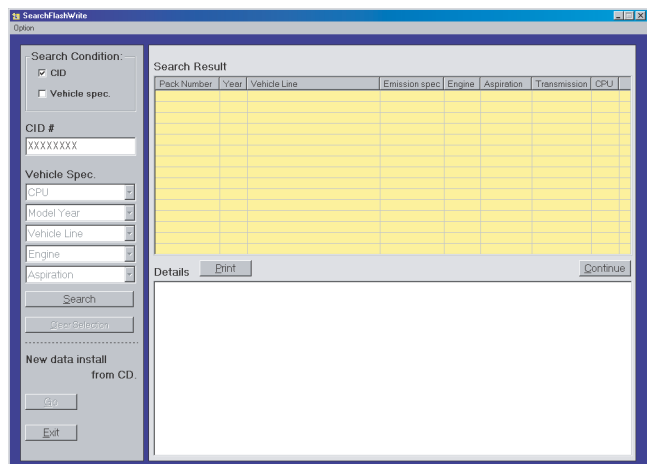 SearchFlashWrite
Option
Search Condition:
CID
Vehicle spec.
CID #
XXXXXXXX
Vehicle Spec.
CPU
Model Year
Vehicle Line
Engine
Aspiration
Search
ClearSelection
New data install
from CD.
Go
Exit
Search Result
Pack Number Year Vehicle Line Emission spec Engine Aspiration Transmission CPU
Details Print Continue